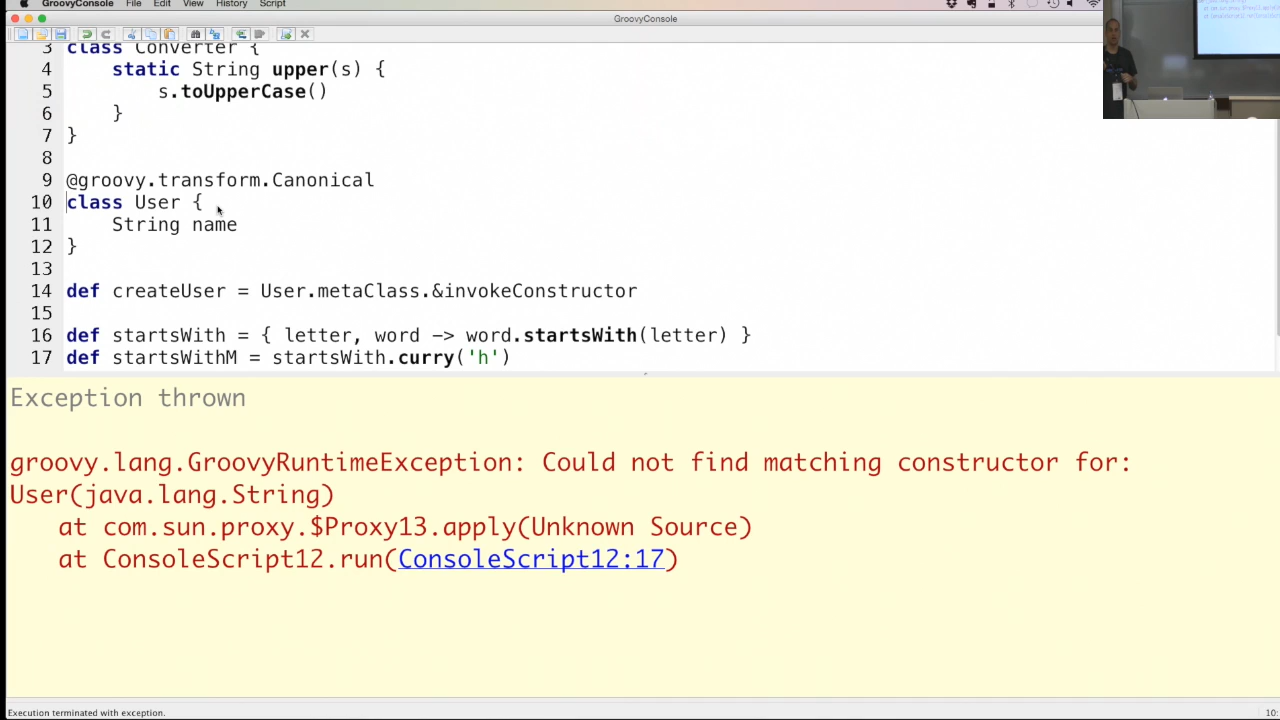 GroovyConsole File Edit View History Script
GroovyConsole
3 class Converter {
4 static String upper(s) {
5 s.toUpperCase()
6 }
7 }
8
9 @groovy.transform.Canonical
10 class User {
11 String name
12 }
13
14 def createUser = User.metaClass.&invokeConstructor
15
16 def startsWith = { letter, word -> word.startsWith(letter) }
17 def startsWithM = startsWith.curry('h')
Exception thrown
groovy.lang.GroovyRuntimeException: Could not find matching constructor for:
User(java.lang.String)
at com.sun.proxy.$Proxy13.apply(Unknown Source)
at ConsoleScript12.run(ConsoleScript12:17)
Execution terminated with exception.
10: